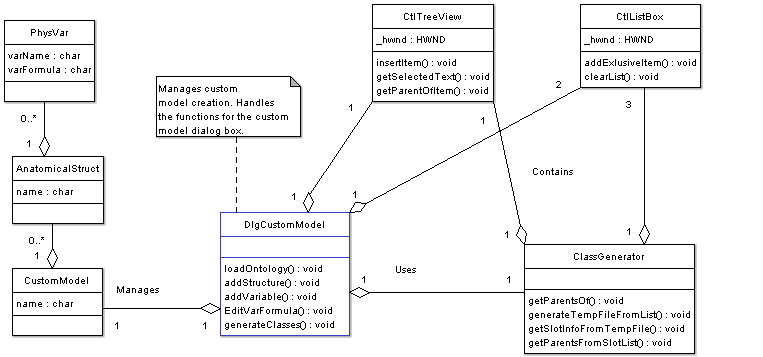 PhysVar
varName : char
varFormula : char
0..*
1
AnatomicalStruct
name : char
0..*
1
CustomModel
name : char
Manages
1
1
Manages custom
model creation. Handles
the functions for the custom
model dialog box.
DlgCustomModel
loadOntology() : void
addStructure() : void
addVariable() : void
EditVarFormula() : void
generateClasses() : void
CtlTreeView
_hwnd : HWND
insertItem() : void
getSelectedText() : void
getParentOfItem() : void
1
1
1
1
CtlListBox
_hwnd : HWND
addExlusiveItem() : void
clearList() : void
2
1
3
1
Contains
Uses
1
1
ClassGenerator
getParentsOf() : void
generateTempFileFromList() : void
getSlotInfoFromTempFile() : void
getParentsFromSlotList() : void